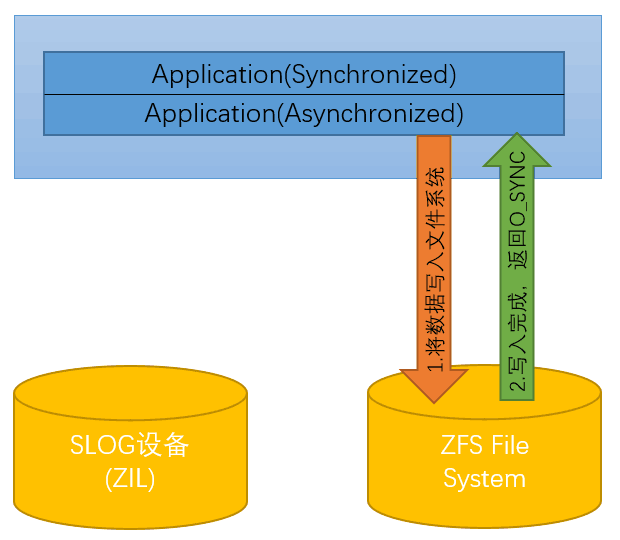 Application(Synchronized)
Application(Asynchronized)
1.将数据写入文件系统
2.写入完成，返回O_SYNC
SLOG设备
(ZIL)
ZFS File
System